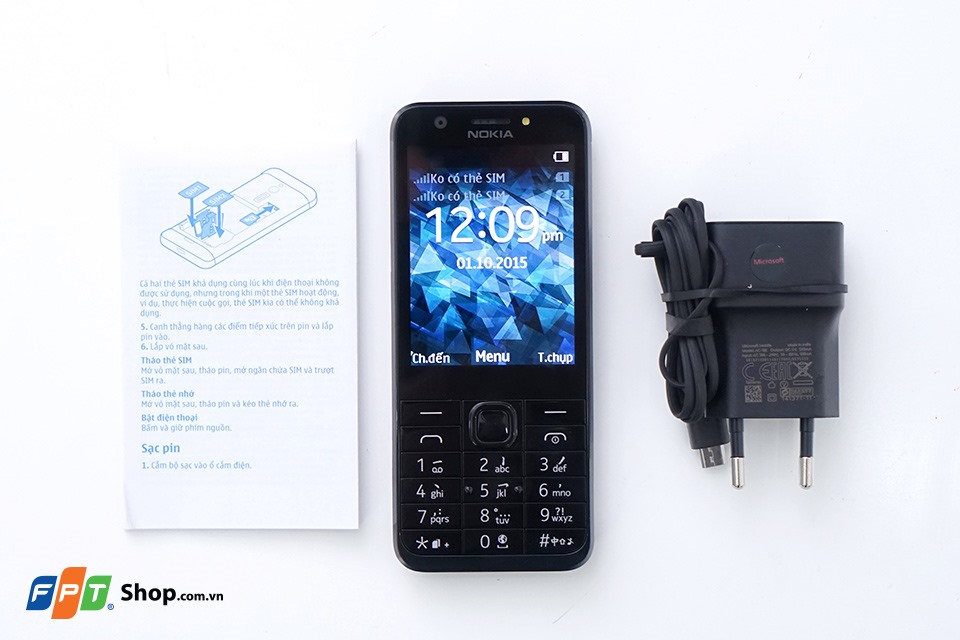 SIM1
SIM2
Cả hai thẻ SIM khả dụng cùng lúc khi điện thoại không
được sử dụng, nhưng trong khi một thẻ SIM hoạt động,
ví dụ, thực hiện cuộc gọi, thẻ SIM kia có thể không khả
dụng.
5. Canh thẳng hàng các điểm tiếp xúc trên pin và lắp
pin vào.
6. Lắp vỏ mặt sau.
Tháo thẻ SIM
Mở vỏ mặt sau, tháo pin, mở ngăn chứa SIM và trượt
SIM ra.
Tháo thẻ nhớ
Mở vỏ mặt sau, tháo pin và kéo thẻ nhớ ra.
Bật điện thoại
Bấm và giữ phím nguồn.
Sạc pin
1. Cắm bộ sạc vào ổ cắm điện.
NOKIA
Ko có thẻ SIM 1
Ko có thẻ SIM 2
12:09 pm
01.10.2015
Ch.đến Menu T.chụp
1 2 abc 3 def
4 ghi 5 jkl 6 mno
7 pqrs 8 tuv 9 wxyz
* + 0 #
Microsoft
FPT® Shop.com.vn